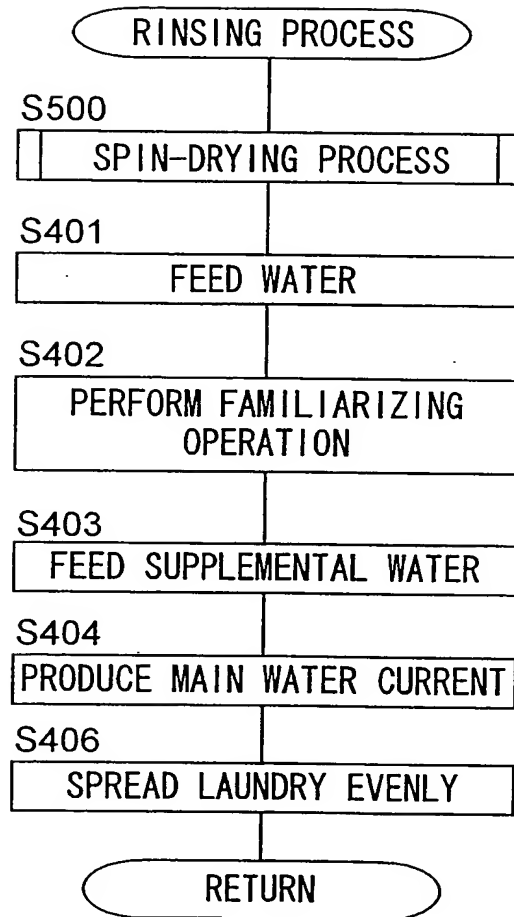 RINSING PROCESS
S500
SPIN-DRYING PROCESS
S401
FEED WATER
S402
PERFORM FAMILIARIZING
OPERATION
S403
FEED SUPPLEMENTAL WATER
S404
PRODUCE MAIN WATER CURRENT
S406
SPREAD LAUNDRY EVENLY
RETURN